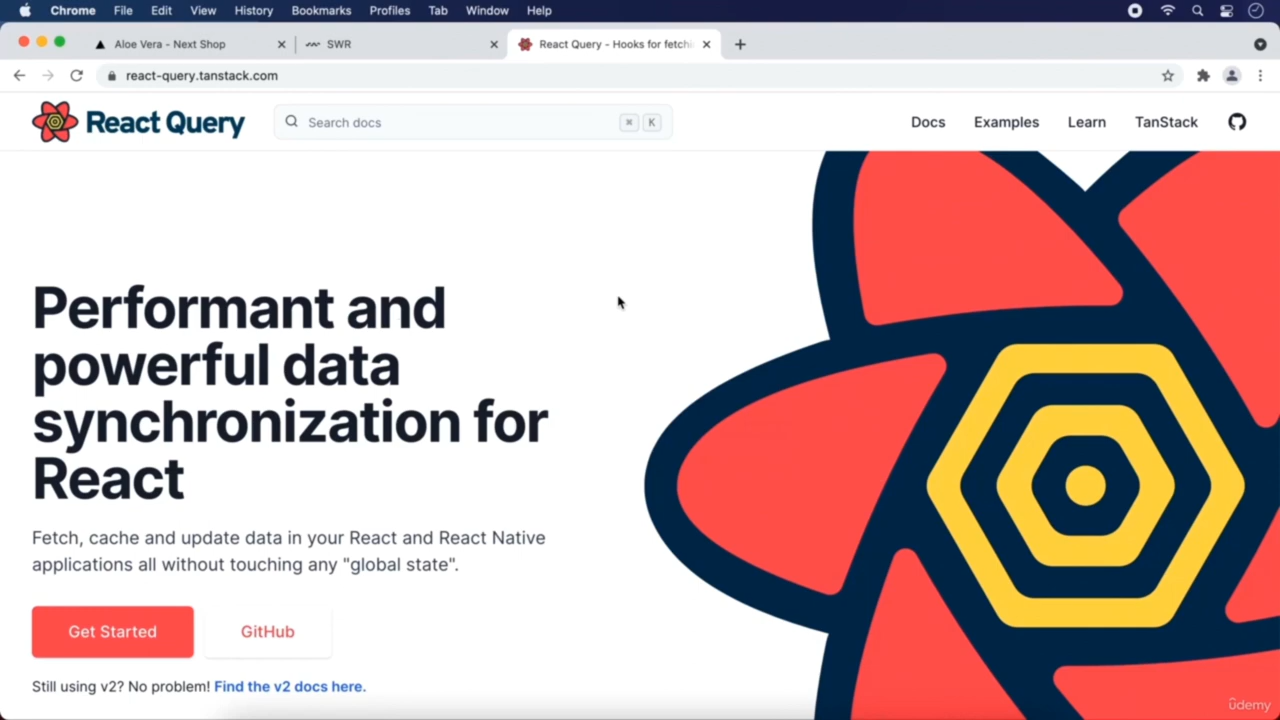 Chrome File Edit View History Bookmarks Profiles Tab Window Help
Aloe Vera - Next Shop
SWR
React Query - Hooks for fetchi
react-query.tanstack.com
React Query
Search docs
⌘ K
Docs
Examples
Learn
TanStack
Performant and
powerful data
synchronization for
React
Fetch, cache and update data in your React and React Native
applications all without touching any "global state".
Get Started
GitHub
Still using v2? No problem! Find the v2 docs here.
ûdemy